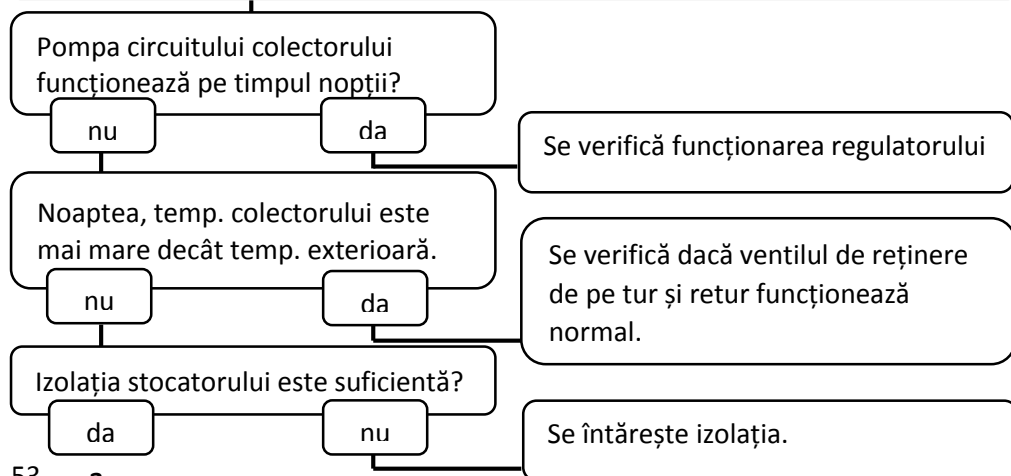 Pompa circuitului colectorului
funcționează pe timpul nopții?
nu
da
Se verifică funcționarea regulatorului
Noaptea, temp. colectorului este
mai mare decât temp. exterioară.
nu
da
Se verifică dacă ventilul de reținere
de pe tur și retur funcționează
normal.
Izolația stocatorului este suficientă?
da
nu
Se întărește izolația.